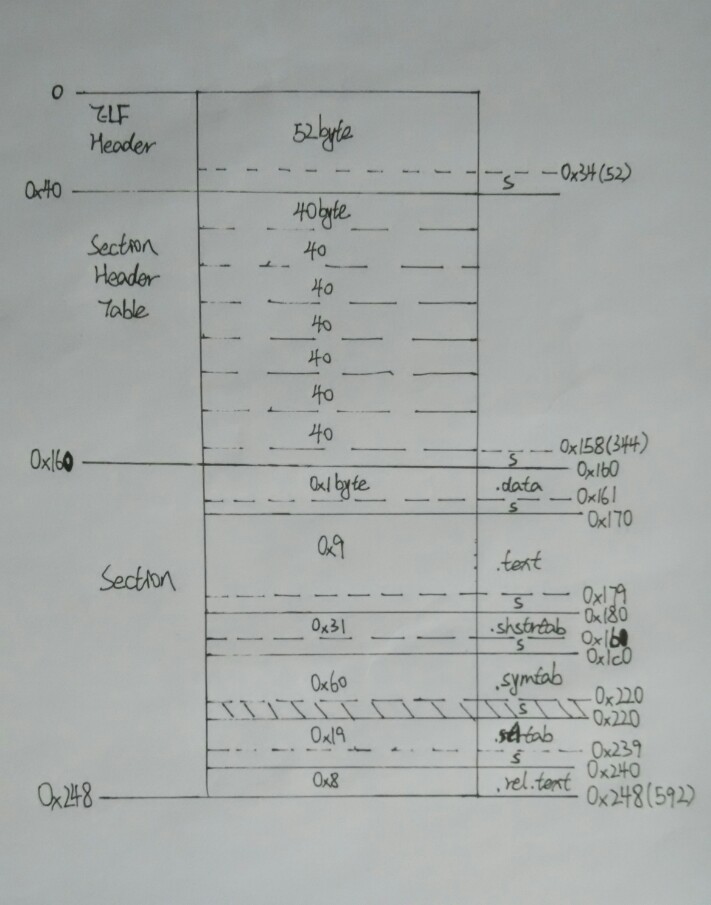 0
ELF
Header
52byte
0x34(52)
S
0x40
40byte
Section
Header
Table
40
40
40
40
40
40
0x158(344)
S
0x160
0x160
0x1byte
.data
0x161
S
0x170
0x9
.text
Section
0x179
S
0x180
0x31
.shstrtab
S
0x1c0
0x60
.symtab
0x220
S
0x220
0x19
.strtab
0x239
S
0x240
0x8
.rel.text
0x248
0x248(592)